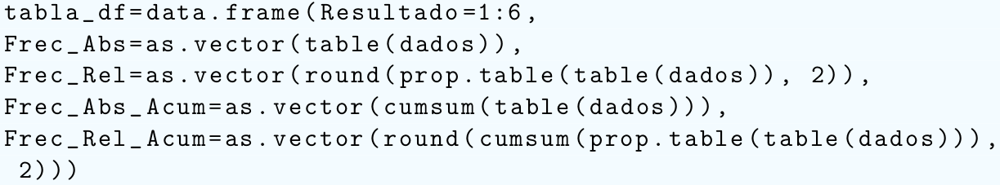 tabla_df=data.frame(Resultado=1:6,
Frec_Abs=as.vector(table(dados)),
Frec_Rel=as.vector(round(prop.table(table(dados)), 2)),
Frec_Abs_Acum=as.vector(cumsum(table(dados))),
Frec_Rel_Acum=as.vector(round(cumsum(prop.table(table(dados))),
 2)))